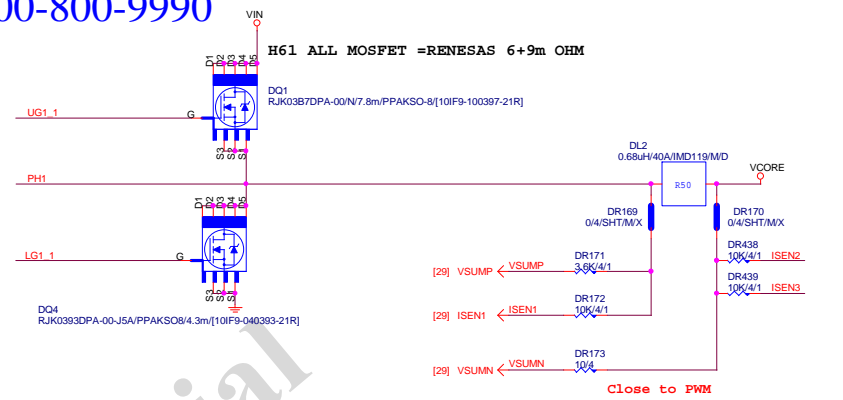 00-800-9990
VIN
H61 ALL MOSFET =RENESAS 6+9m OHM
D1
D2
D3
D4
D5
DQ1
RJK03B7DPA-00/N/7.8m/PPAKSO-8/[10IF9-100397-21R]
UG1_1
G
S3
S2
S1
DL2
0.68uH/40A/IMD119/M/D
VCORE
PH1
R50
D1
D2
D3
D4
D5
DR169
0/4/SHT/M/X
DR170
0/4/SHT/M/X
LG1_1
G
DR438
10K/4/1
ISEN2
DR171
3.6K/4/1
[29] VSUMP
VSUMP
DR439
10K/4/1
ISEN3
S3
S2
S1
DR172
10K/4/1
[29] ISEN1
ISEN1
DQ4
RJK0393DPA-00-J5A/PPAKSO8/4.3m/[10IF9-040393-21R]
DR173
10/4
[29] VSUMN
VSUMN
Close to PWM